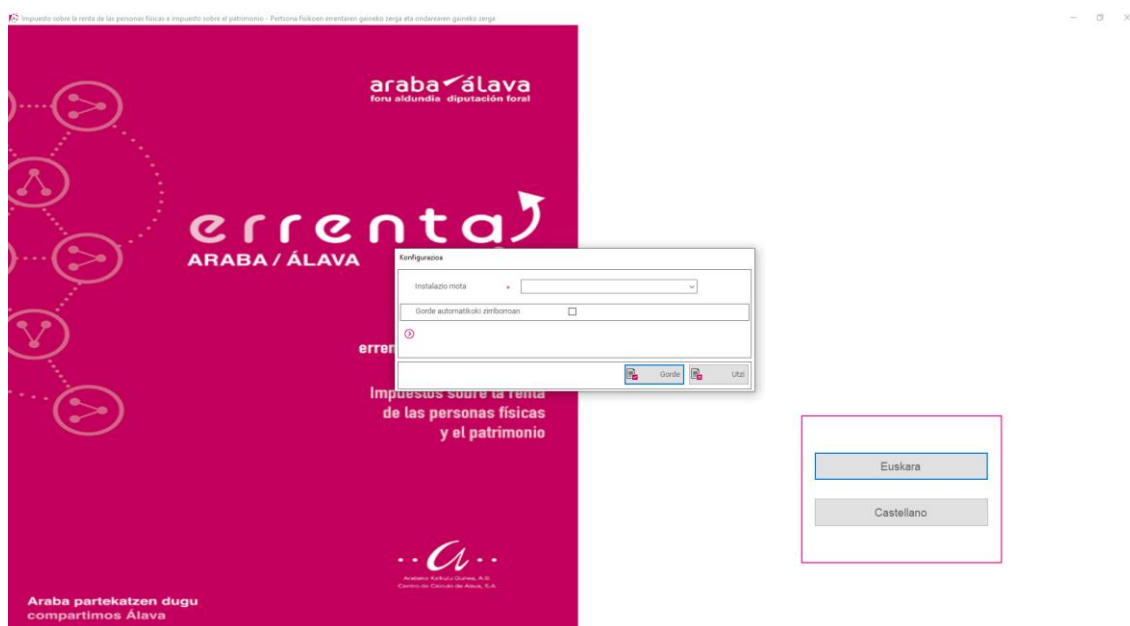 Impuesto sobre la renta de las personas físicas e impuesto sobre el patrimonio - Pertsona fisikoen errentaren gaineko zerga eta ondarearen gaineko zerga
araba álava
foru aldundia diputación foral
errenta
ARABA / ÁLAVA
Konfigurazioa
Instalazio mota *
Gorde automatikoki zirriborroan
Gorde Utzi
errer
Impuestos sobre la renta
de las personas físicas
y el patrimonio
Euskara
Castellano
Arabako Kalkulu Gunea, A.B.
Centro de Cálculo de Álava, S.A.
Araba partekatzen dugu
compartimos Álava